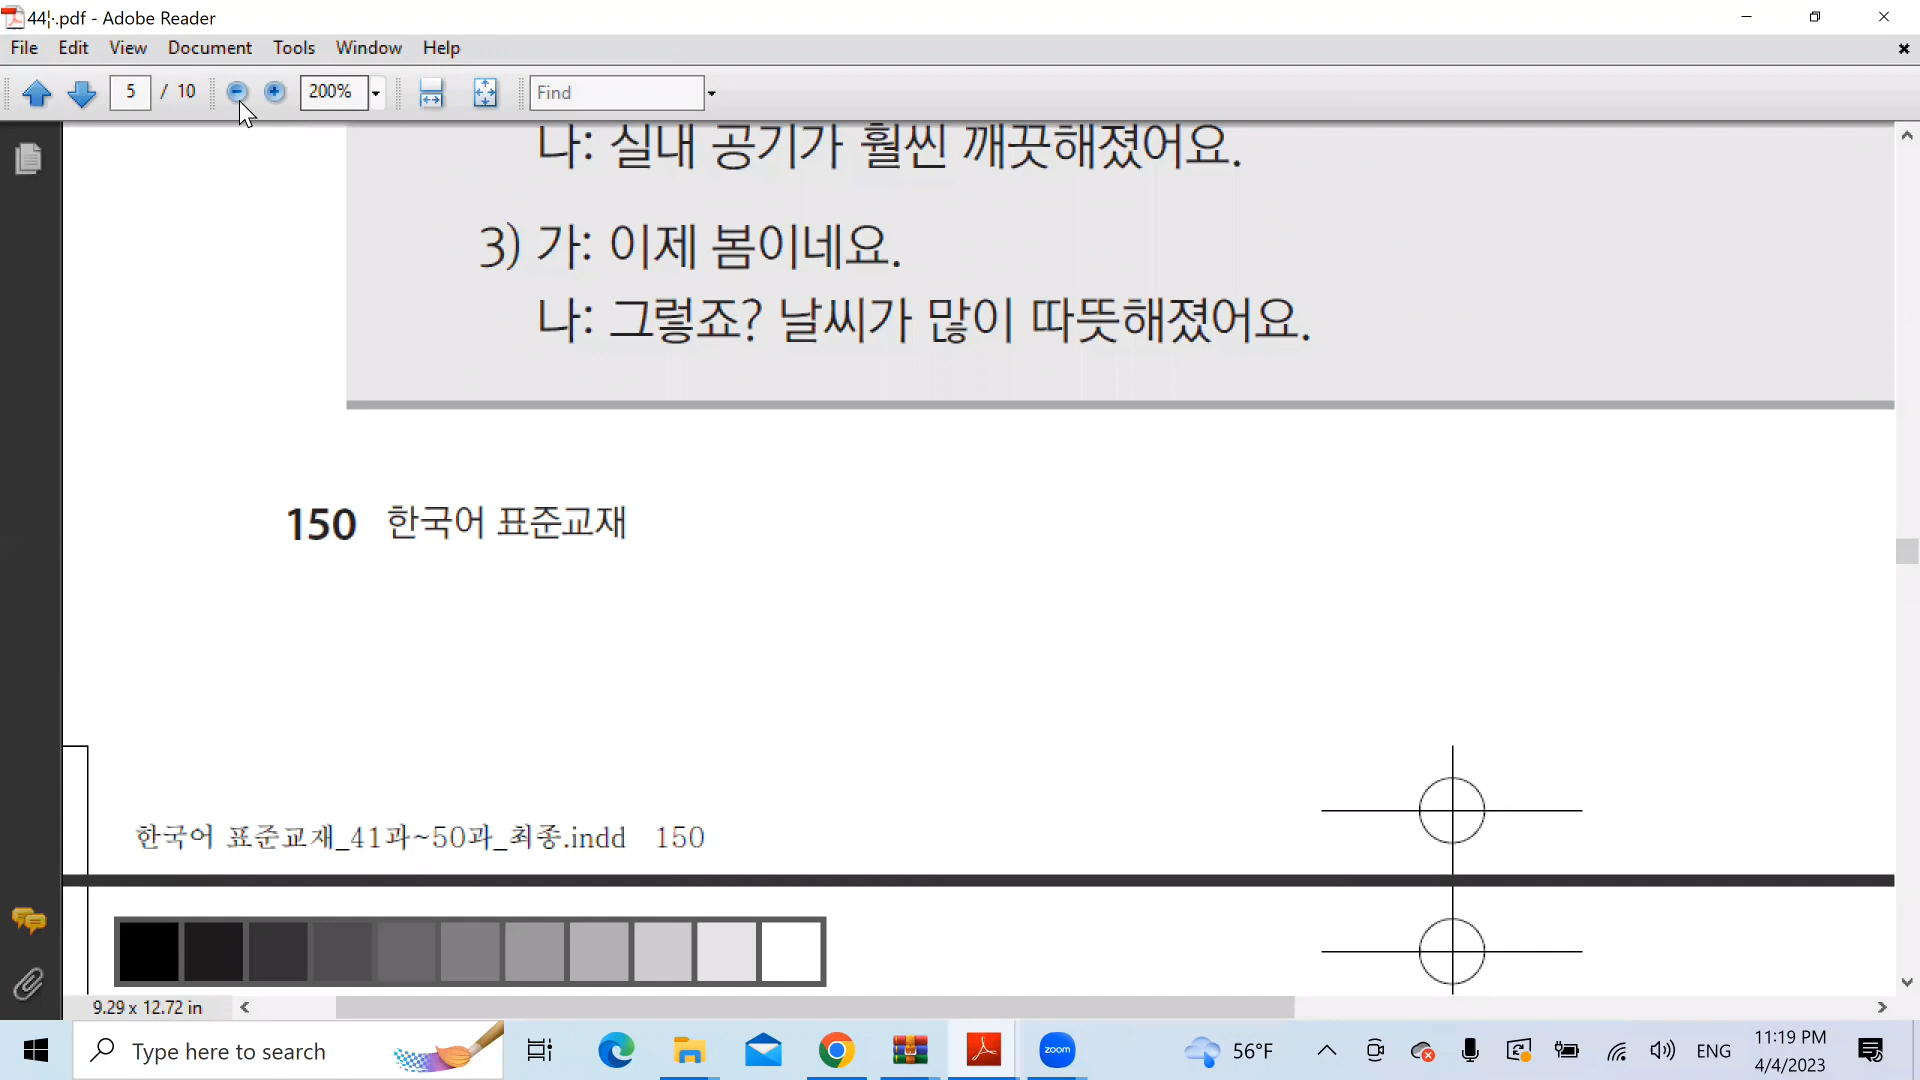 44¦·.pdf - Adobe Reader
File Edit View Document Tools Window Help
5 / 10 200% Find
나: 실내 공기가 훨씬 깨끗해졌어요.
3) 가: 이제 봄이네요.
나: 그렇죠? 날씨가 많이 따뜻해졌어요.
150 한국어 표준교재
한국어 표준교재_41과~50과_최종.indd 150
9.29 x 12.72 in
Type here to search
zoom
56°F
ENG
11:19 PM
4/4/2023